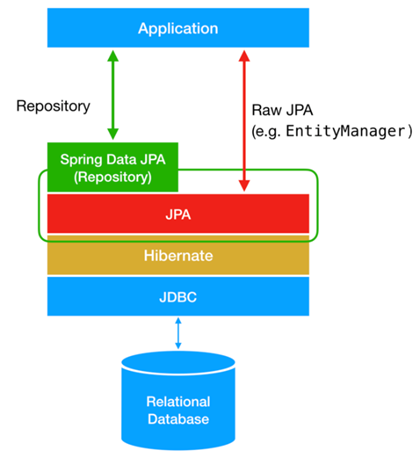 Application
Repository
Raw JPA
(e.g. EntityManager)
Spring Data JPA
(Repository)
JPA
Hibernate
JDBC
Relational
Database